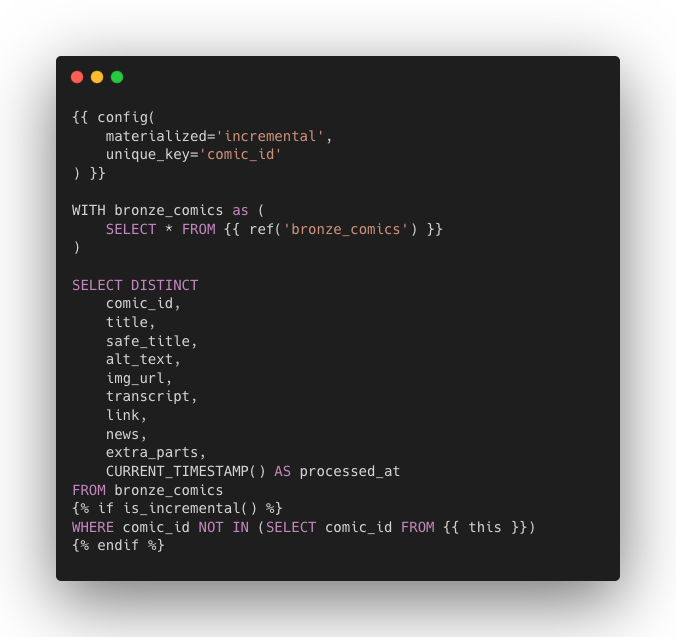 {{ config(
    materialized='incremental',
    unique_key='comic_id'
) }}

WITH bronze_comics as (
    SELECT * FROM {{ ref('bronze_comics') }}
)

SELECT DISTINCT
    comic_id,
    title,
    safe_title,
    alt_text,
    img_url,
    transcript,
    link,
    news,
    extra_parts,
    CURRENT_TIMESTAMP() AS processed_at
FROM bronze_comics
{% if is_incremental() %}
WHERE comic_id NOT IN (SELECT comic_id FROM {{ this }})
{% endif %}